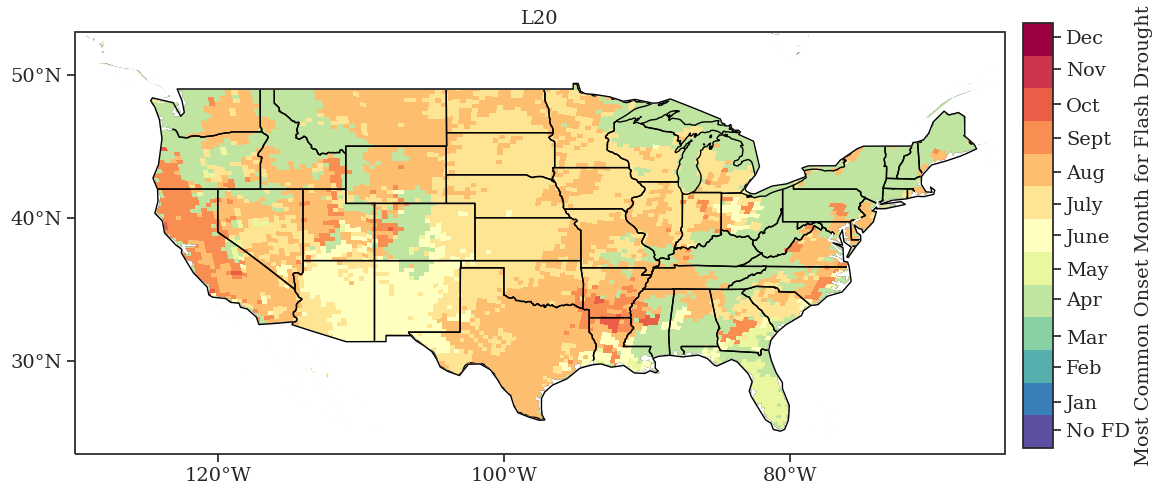 L20
50°N
40°N
30°N
120°W
100°W
80°W
Dec
Nov
Oct
Sept
Aug
July
June
May
Apr
Mar
Feb
Jan
No FD
Most Common Onset Month for Flash Drought